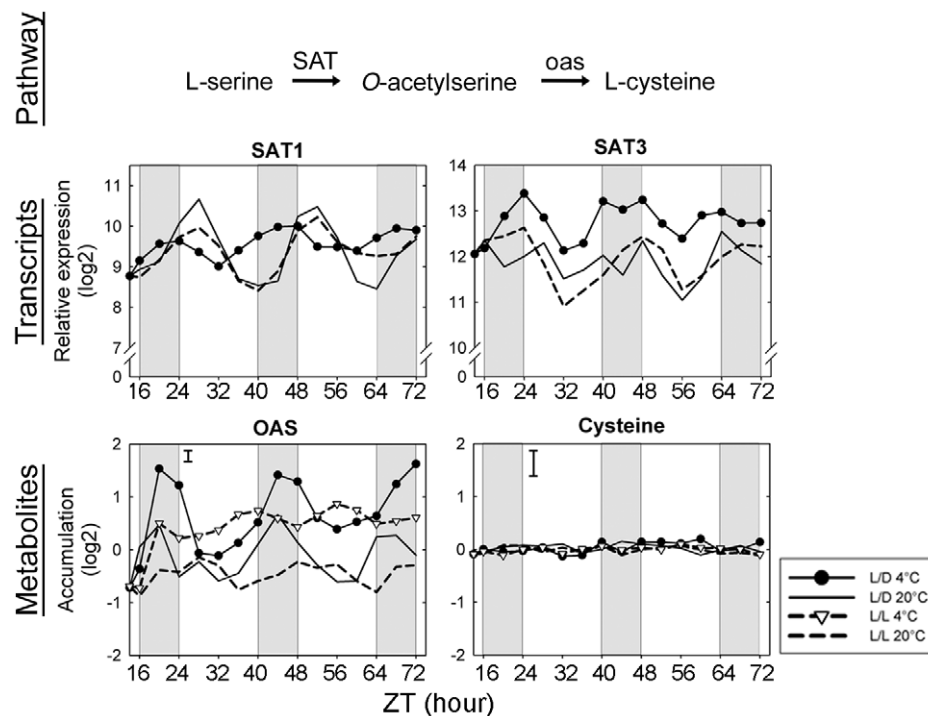 Pathway
SAT
oas
L-serine
O-acetylserine
L-cysteine
Transcripts
Relative expression
(log2)
SAT1
11
10
9
8
7
0
16 24 32 40 48 56 64 72
SAT3
14
13
12
11
10
0
16 24 32 40 48 56 64 72
Metabolites
Accumulation
(log2)
OAS
2
1
0
-1
-2
16 24 32 40 48 56 64 72
Cysteine
2
1
0
-1
-2
16 24 32 40 48 56 64 72
ZT (hour)
L/D 4°C
L/D 20°C
L/L 4°C
L/L 20°C